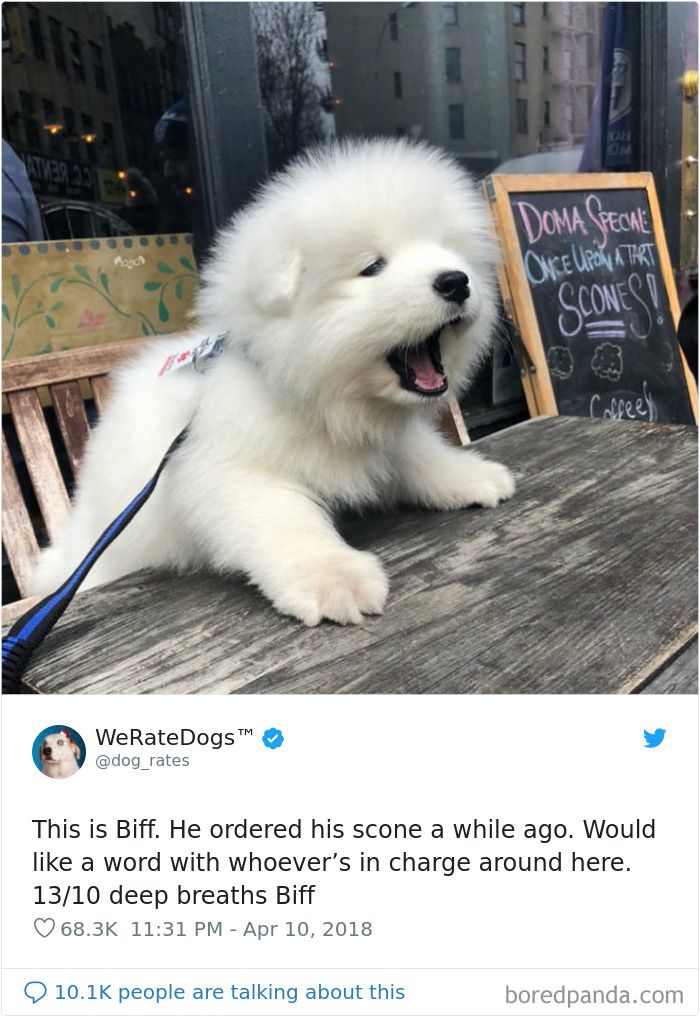 DOMA SPECIAL
ONCE UPON A TART
SCONES!
Coffee
WeRateDogs™
@dog_rates
This is Biff. He ordered his scone a while ago. Would
like a word with whoever’s in charge around here.
13/10 deep breaths Biff
68.3K 11:31 PM - Apr 10, 2018
10.1K people are talking about this
boredpanda.com